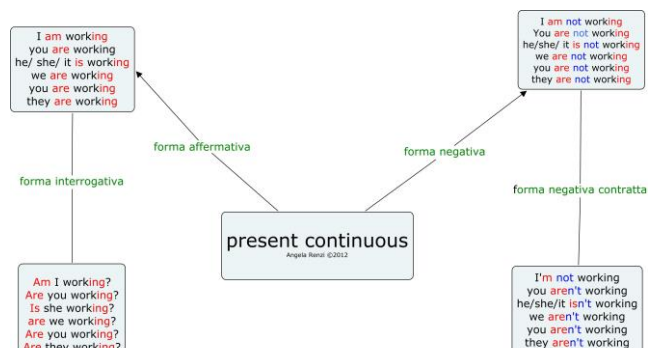 I am working
you are working
he/ she/ it is working
we are working
you are working
they are working
I am not working
You are not working
he/she/ it is not working
we are not working
you are not working
they are not working
forma affermativa
forma negativa
forma interrogativa
forma negativa contratta
present continuous
Angela Renzi ©2012
Am I working?
Are you working?
Is she working?
are we working?
Are you working?
Are they working?
I'm not working
you aren't working
he/she/it isn't working
we aren't working
you aren't working
they aren't working